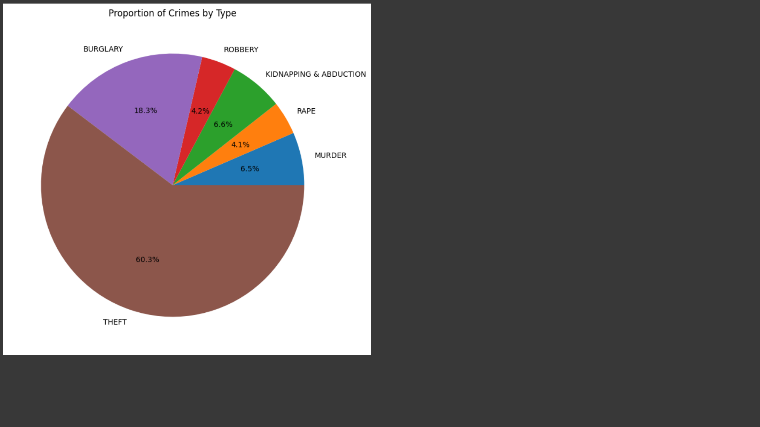 Proportion of Crimes by Type
BURGLARY
ROBBERY
KIDNAPPING & ABDUCTION
RAPE
MURDER
THEFT
18.3%
4.2%
6.6%
4.1%
6.5%
60.3%